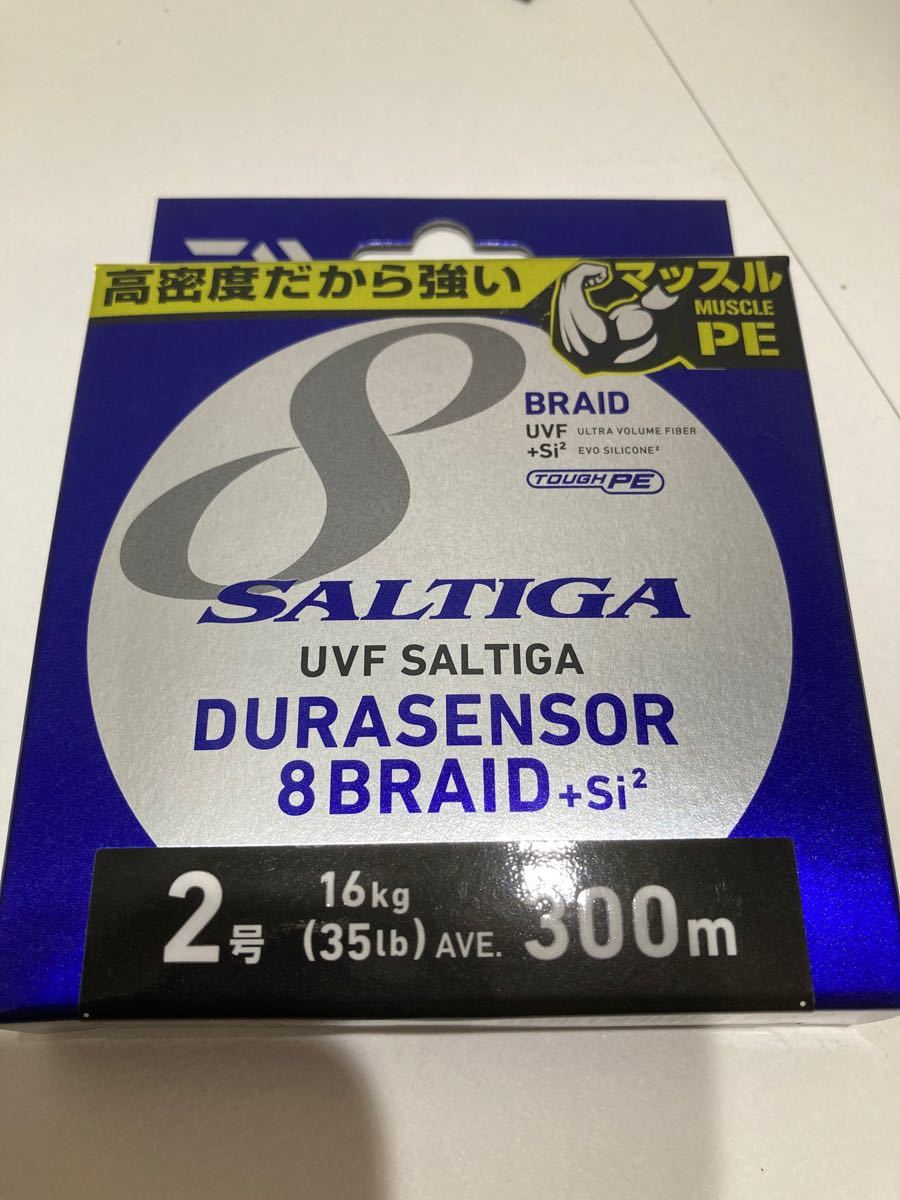 高密度だから強い
マッスル
MUSCLE
PE
8
BRAID
UVF ULTRA VOLUME FIBER
+Si² EVO SILICONE²
TOUGH PE
SALTIGA
UVF SALTIGA
DURASENSOR
8BRAID+Si²
2号 16kg (35lb) AVE. 300m